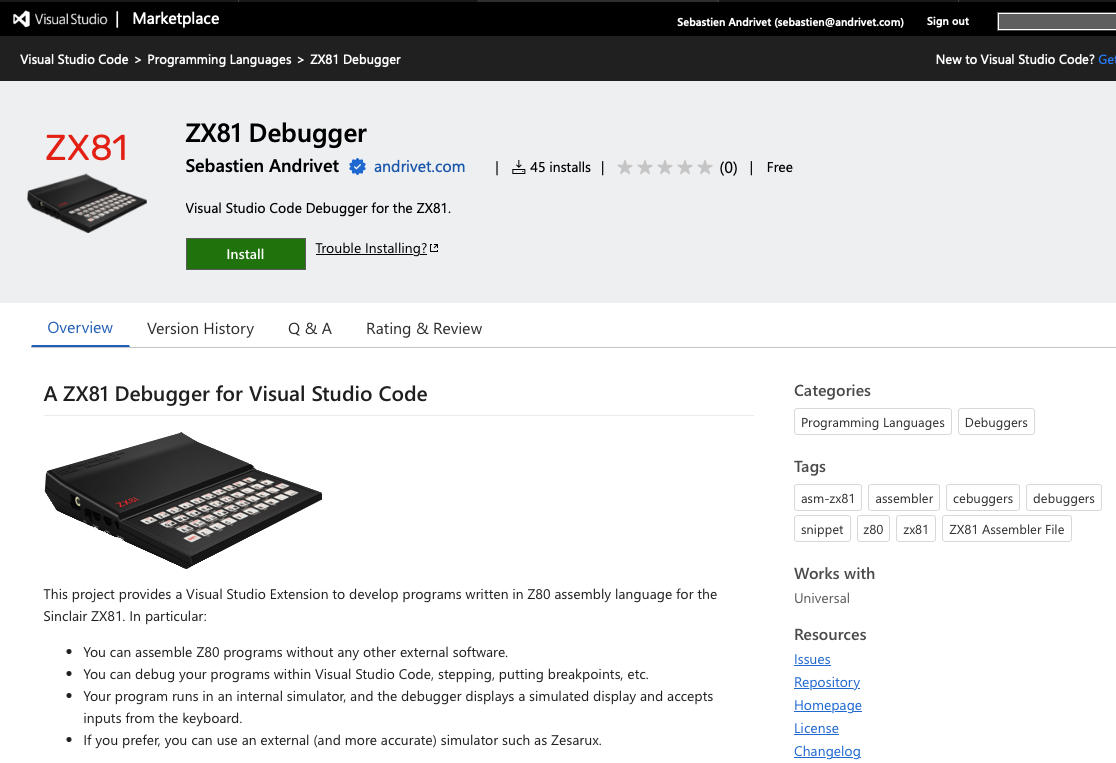 Visual Studio | Marketplace
Sebastien Andrivet (sebastien@andrivet.com) Sign out
Visual Studio Code > Programming Languages > ZX81 Debugger
New to Visual Studio Code? Get
ZX81
ZX81 Debugger
Sebastien Andrivet andrivet.com | 45 installs | (0) | Free
Visual Studio Code Debugger for the ZX81.
Install Trouble Installing?
Overview Version History Q & A Rating & Review
A ZX81 Debugger for Visual Studio Code
ZX81
This project provides a Visual Studio Extension to develop programs written in Z80 assembly language for the
Sinclair ZX81. In particular:
• You can assemble Z80 programs without any other external software.
• You can debug your programs within Visual Studio Code, stepping, putting breakpoints, etc.
• Your program runs in an internal simulator, and the debugger displays a simulated display and accepts
inputs from the keyboard.
• If you prefer, you can use an external (and more accurate) simulator such as Zesarux.
Categories
Programming Languages Debuggers
Tags
asm-zx81 assembler cebuggers debuggers
snippet z80 zx81 ZX81 Assembler File
Works with
Universal
Resources
Issues
Repository
Homepage
License
Changelog